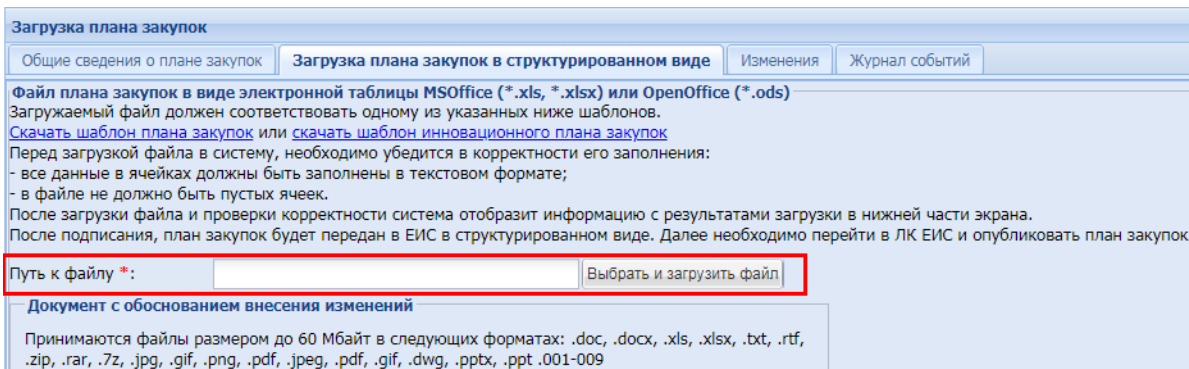 Загрузка плана закупок
Общие сведения о плане закупок Загрузка плана закупок в структурированном виде Изменения Журнал событий
Файл плана закупок в виде электронной таблицы MSOffice (*.xls, *.xlsx) или OpenOffice (*.ods)
Загружаемый файл должен соответствовать одному из указанных ниже шаблонов.
Скачать шаблон плана закупок или скачать шаблон инновационного плана закупок
Перед загрузкой файла в систему, необходимо убедится в корректности его заполнения:
- все данные в ячейках должны быть заполнены в текстовом формате;
- в файле не должно быть пустых ячеек.
После загрузки файла и проверки корректности система отобразит информацию с результатами загрузки в нижней части экрана.
После подписания, план закупок будет передан в ЕИС в структурированном виде. Далее необходимо перейти в ЛК ЕИС и опубликовать план закупок
Путь к файлу *: Выбрать и загрузить файл
Документ с обоснованием внесения изменений
Принимаются файлы размером до 60 Мбайт в следующих форматах: .doc, .docx, .xls, .xlsx, .txt, .rtf,
.zip, .rar, .7z, .jpg, .gif, .png, .pdf, .jpeg, .pdf, .gif, .dwg, .pptx, .ppt .001-009